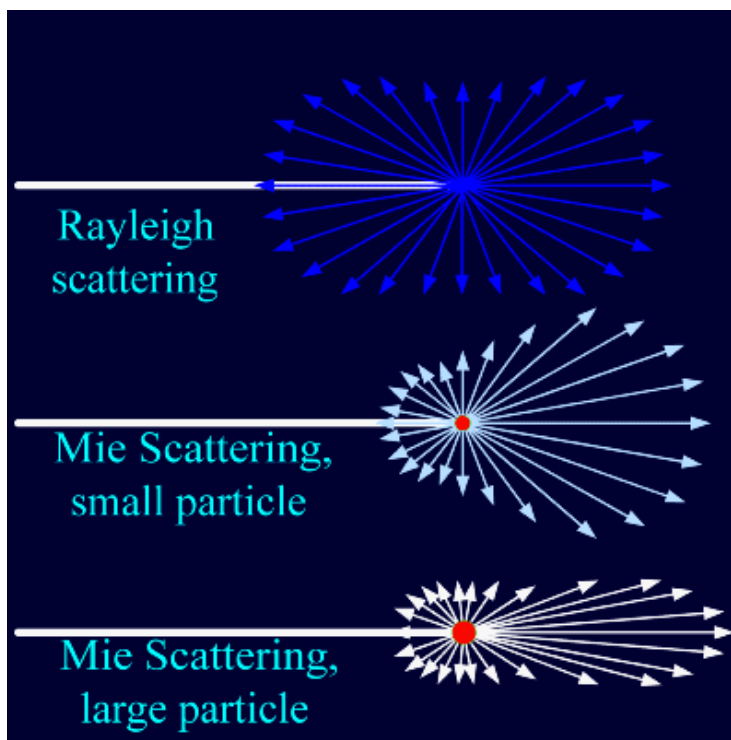 Rayleigh
scattering
Mie Scattering,
small particle
Mie Scattering,
large particle